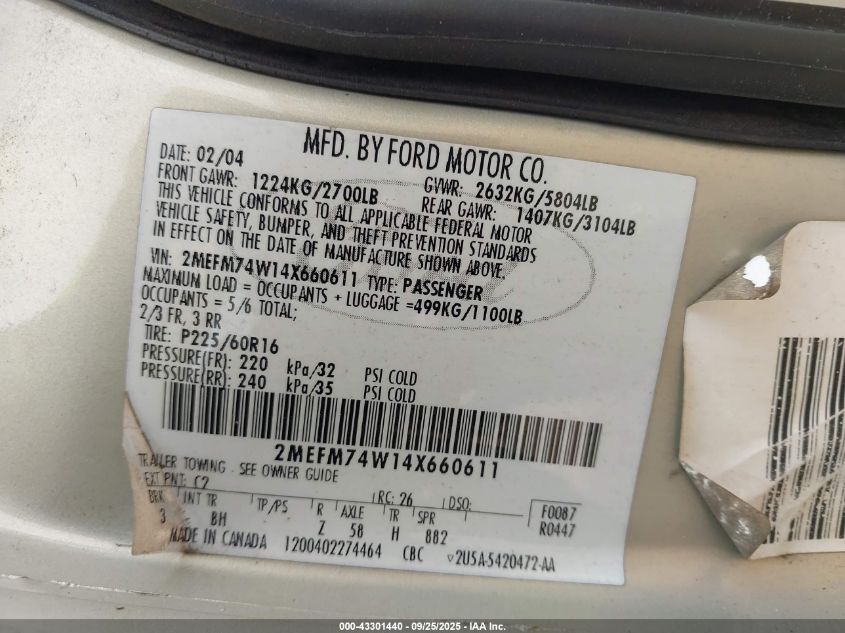 MFD. BY FORD MOTOR CO.
DATE: 02/04 GVWR: 2632KG/5804LB
FRONT GAWR: 1224KG/2700LB REAR GAWR: 1407KG/3104LB
THIS VEHICLE CONFORMS TO ALL APPLICABLE FEDERAL MOTOR
VEHICLE SAFETY, BUMPER, AND THEFT PREVENTION STANDARDS
IN EFFECT ON THE DATE OF MANUFACTURE SHOWN ABOVE.
VIN: 2MEFM74W14X660611 TYPE: PASSENGER
MAXIMUM LOAD = OCCUPANTS + LUGGAGE =499KG/1100LB
OCCUPANTS = 5/6 TOTAL;
2/3 FR, 3 RR
TIRE: P225/60R16
PRESSURE(FR): 220 kPa/32 PSI COLD
PRESSURE(RR): 240 kPa/35 PSI COLD
2MEFM74W14X660611
TRAILER TOWING - SEE OWNER GUIDE
EXT PNT: C2 RC: 26 DSO:
BRK INT TR TP/PS R AXLE TR SPR F0087
3 BH Z 58 H 882 R0447
MADE IN CANADA 1200402274464 CBC ▽2U5A-5420472-AA
000-43301440 - 09/25/2025 - IAA Inc.